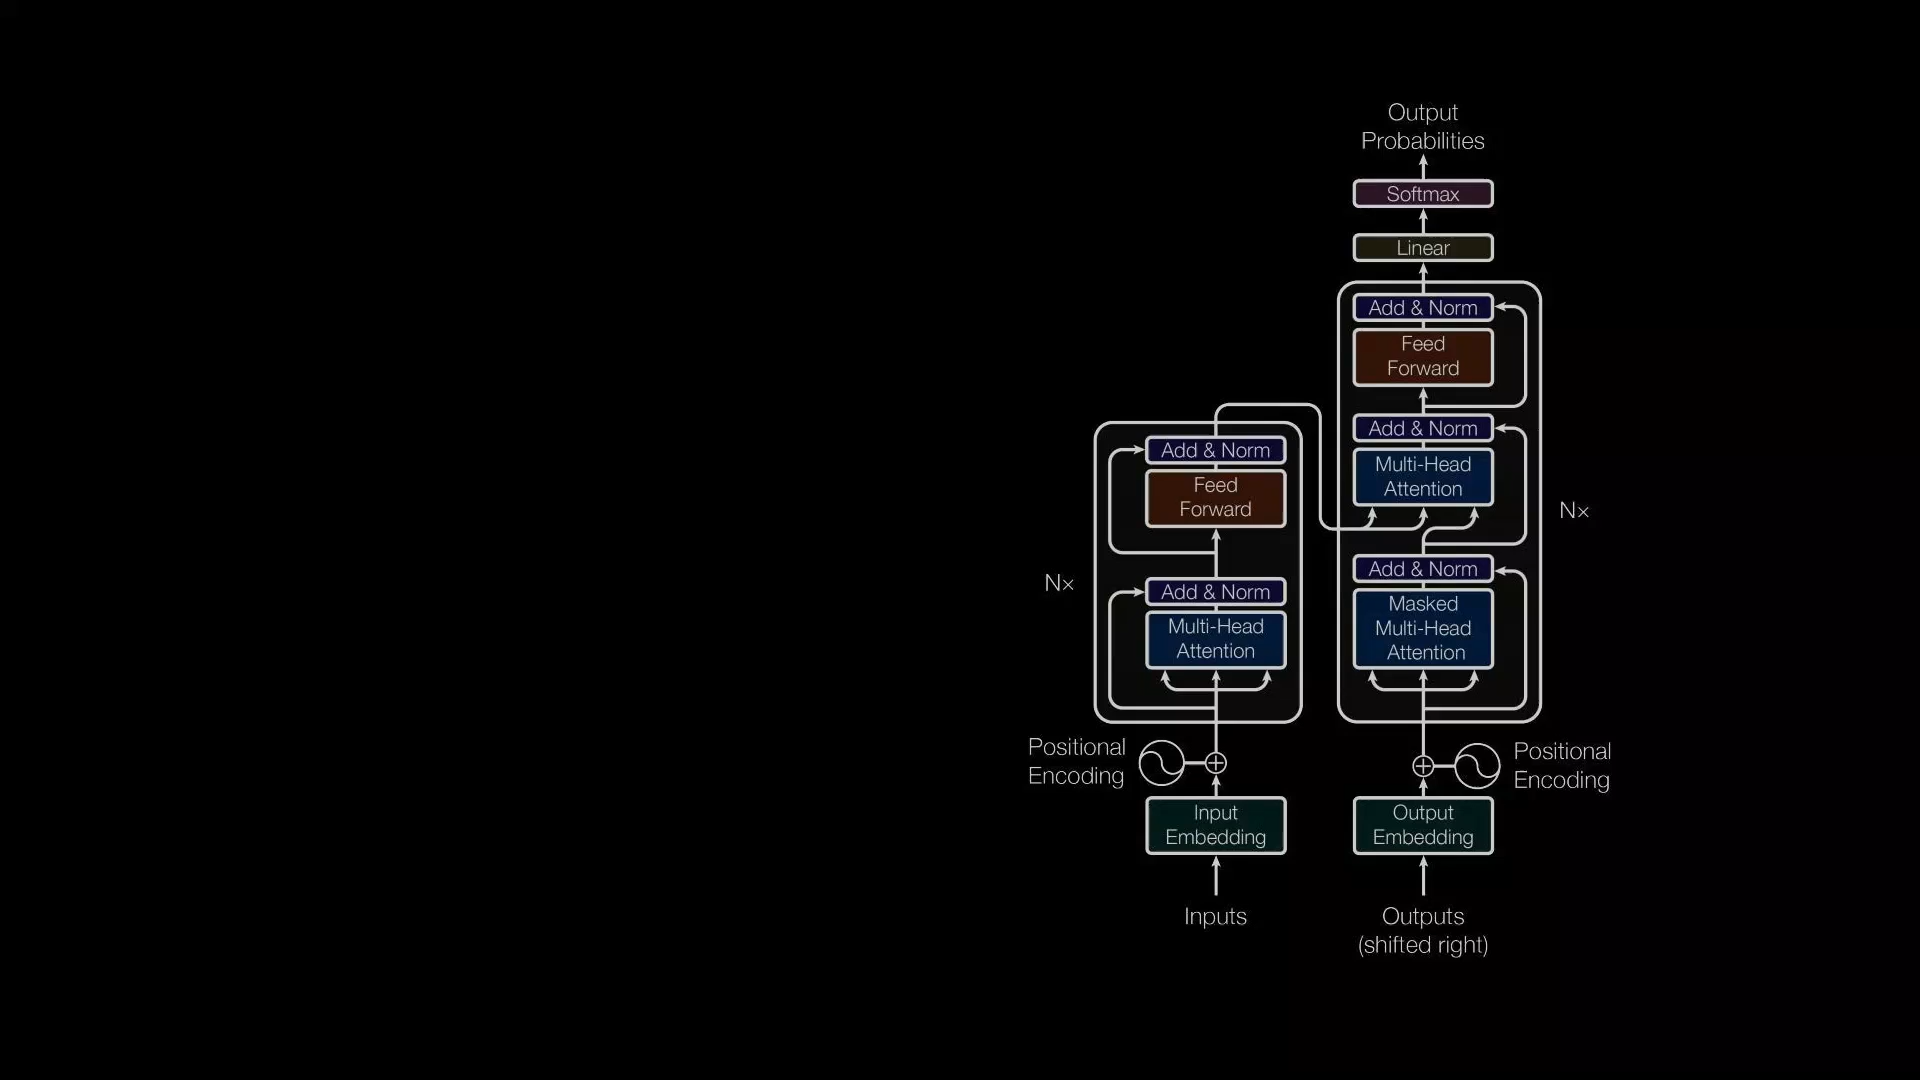 Output
Probabilities
Softmax
Linear
Add & Norm
Feed
Forward
Add & Norm
Multi-Head
Attention
Nx
Add & Norm
Masked
Multi-Head
Attention
Positional
Encoding
Output
Embedding
Outputs
(shifted right)
Add & Norm
Feed
Forward
Nx
Add & Norm
Multi-Head
Attention
Positional
Encoding
Input
Embedding
Inputs